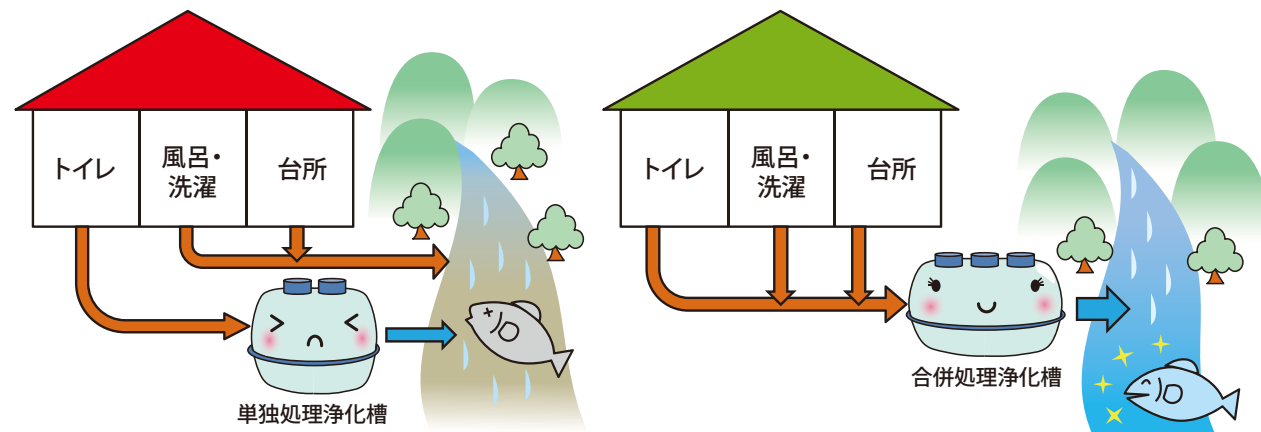 トイレ
風呂・
洗濯
台所
単独処理浄化槽
トイレ
風呂・
洗濯
台所
合併処理浄化槽